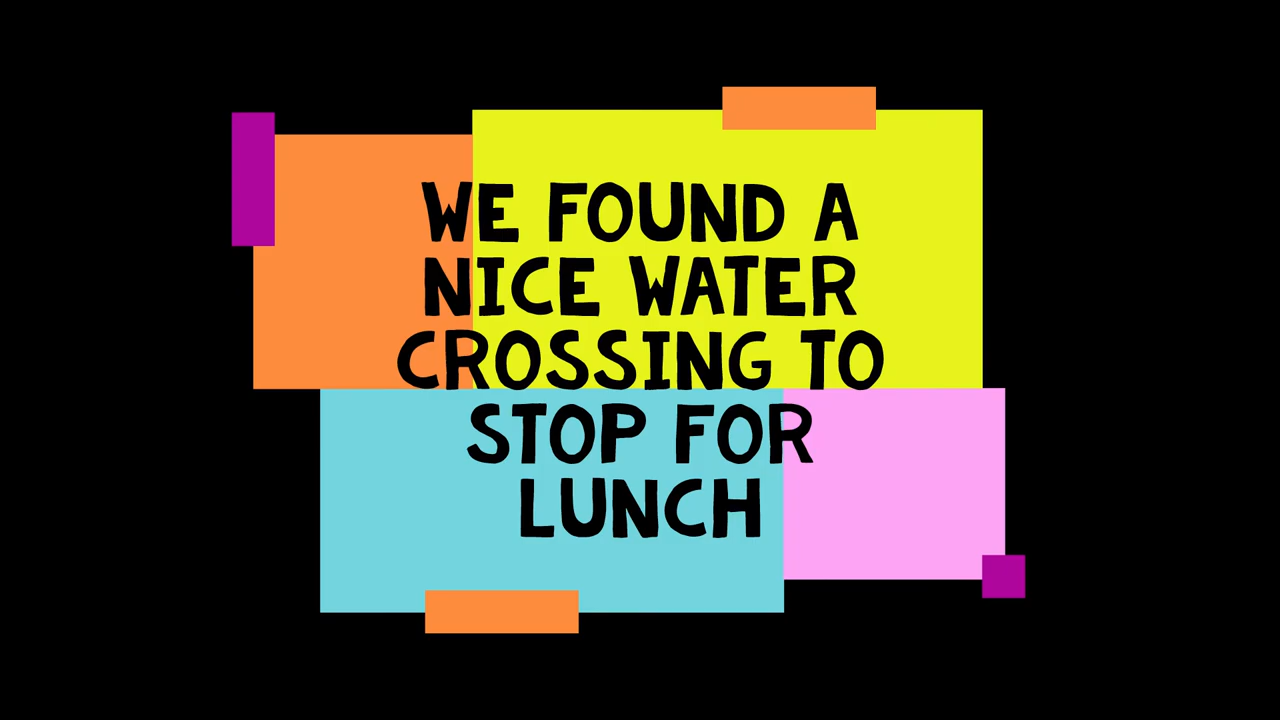 WE FOUND A
NICE WATER
CROSSING TO
STOP FOR
LUNCH